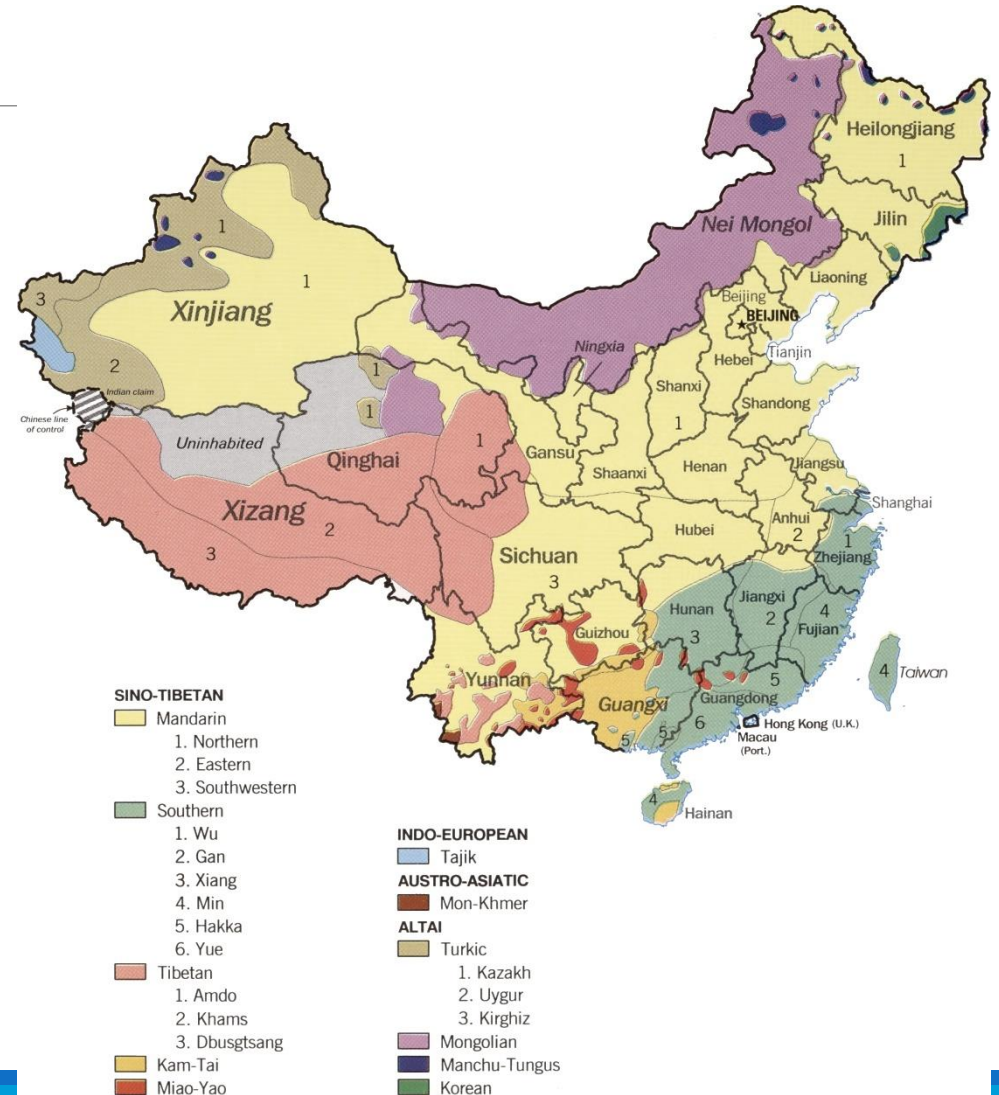 Heilongjiang
1
Jilin
Nei Mongol
Liaoning
1
Xinjiang
1
3
2
Indian claim
Chinese line
of control
Beijing
BEIJING
Tianjin
Hebei
Ningxia
Shanxi
1
Shandong
1
1
Uninhabited
Qinghai
1
Gansu
Shaanxi
Henan
Jiangsu
Shanghai
Xizang
2
3
Sichuan
3
Hubei
Anhui
2
1
Zhejiang
Hunan
3
Jiangxi
2
4
Fujian
Guizhou
Yunnan
Guangxi
5
5
Guangdong
5
6
4
Taiwan
Hong Kong (U.K.)
Macau
(Port.)
4
Hainan
SINO-TIBETAN
Mandarin
1. Northern
2. Eastern
3. Southwestern
Southern
1. Wu
2. Gan
3. Xiang
4. Min
5. Hakka
6. Yue
Tibetan
1. Amdo
2. Khams
3. Dbusgtsang
Kam-Tai
Miao-Yao
INDO-EUROPEAN
Tajik
AUSTRO-ASIATIC
Mon-Khmer
ALTAI
Turkic
1. Kazakh
2. Uygur
3. Kirghiz
Mongolian
Manchu-Tungus
Korean